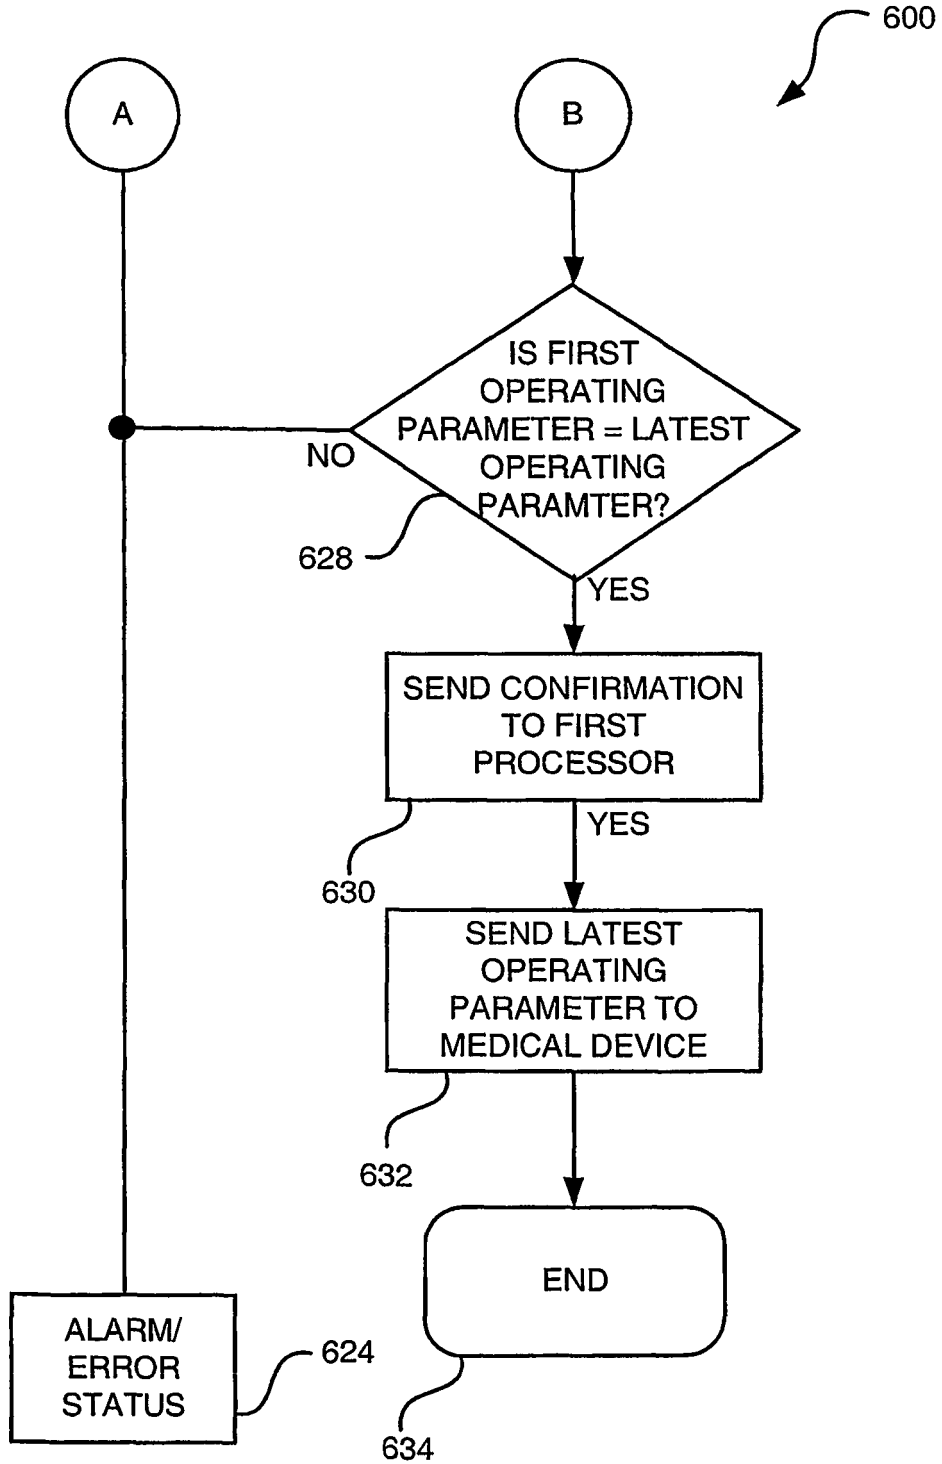 600
A
B
IS FIRST
OPERATING
PARAMETER = LATEST
OPERATING
PARAMTER?
NO
628
YES
SEND CONFIRMATION
TO FIRST
PROCESSOR
YES
630
SEND LATEST
OPERATING
PARAMETER TO
MEDICAL DEVICE
632
END
ALARM/
ERROR
STATUS
624
634